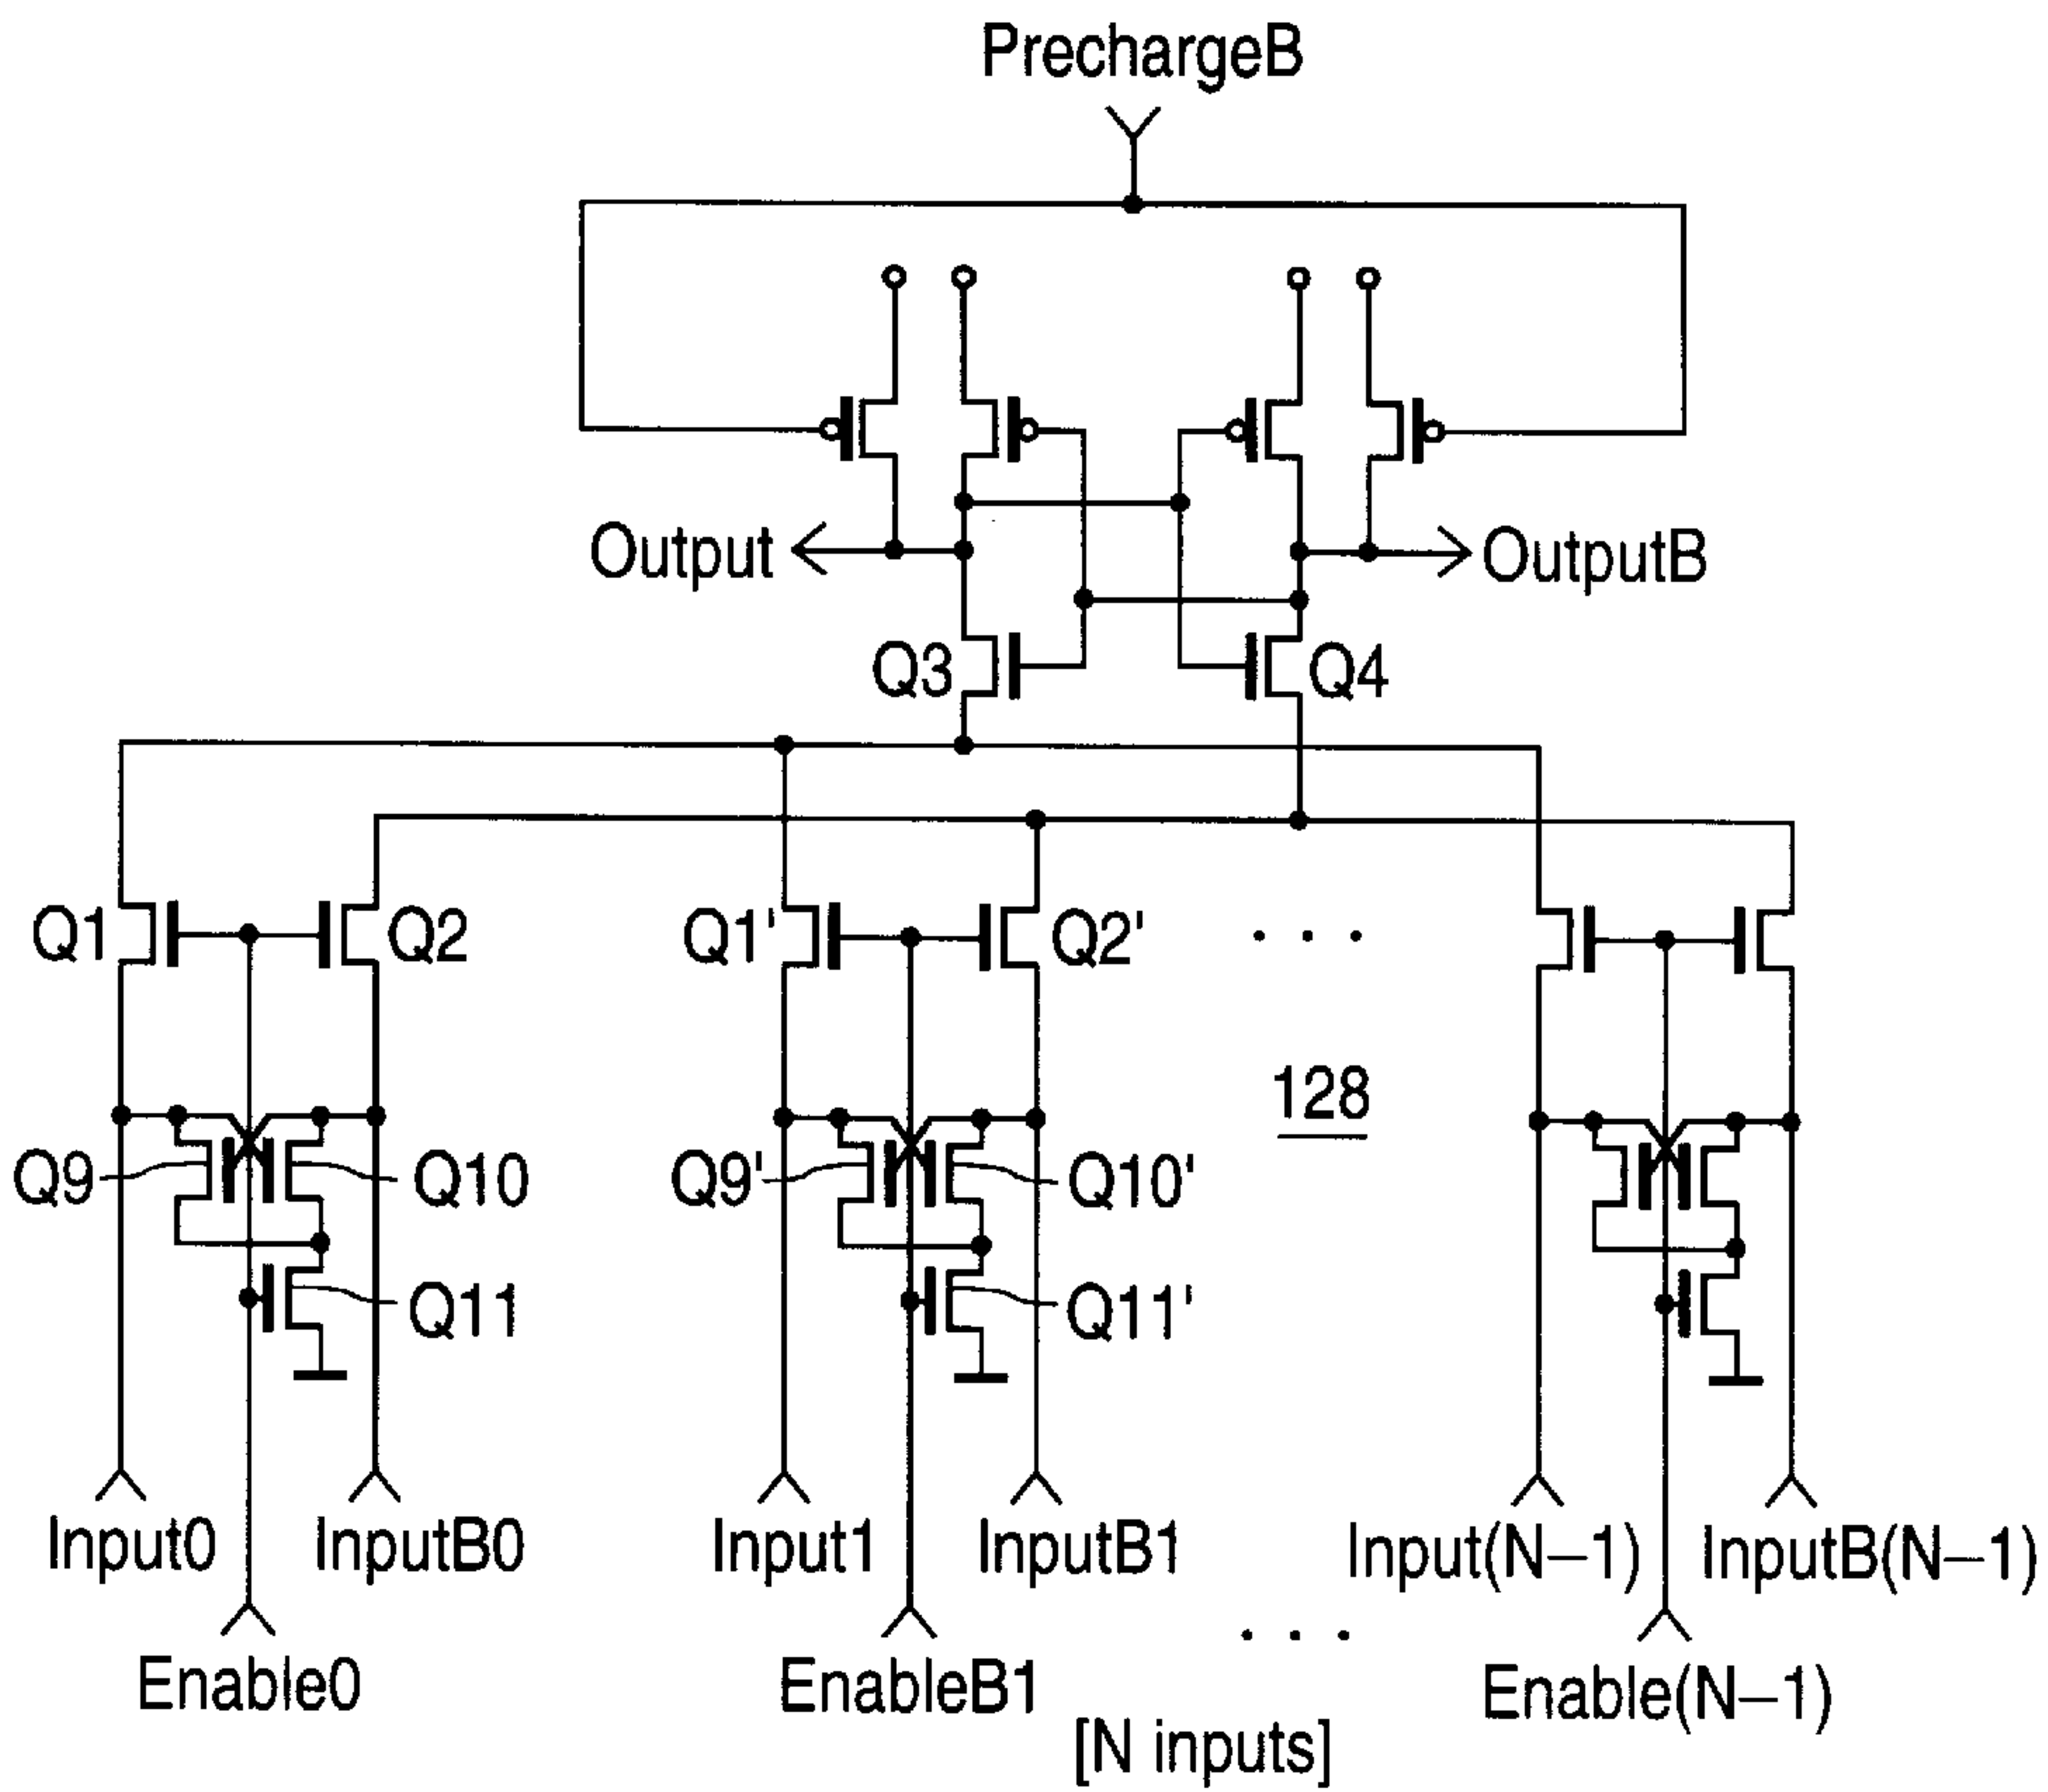 PrechargeB
Output
OutputB
Q3
Q4
Q1
Q2
Q1'
Q2'
. . .
128
Q9
Q10
Q9'
Q10'
Q11
Q11'
Input0
InputB0
Input1
InputB1
Input(N–1)
InputB(N–1)
Enable0
EnableB1
. . .
Enable(N–1)
[N inputs]